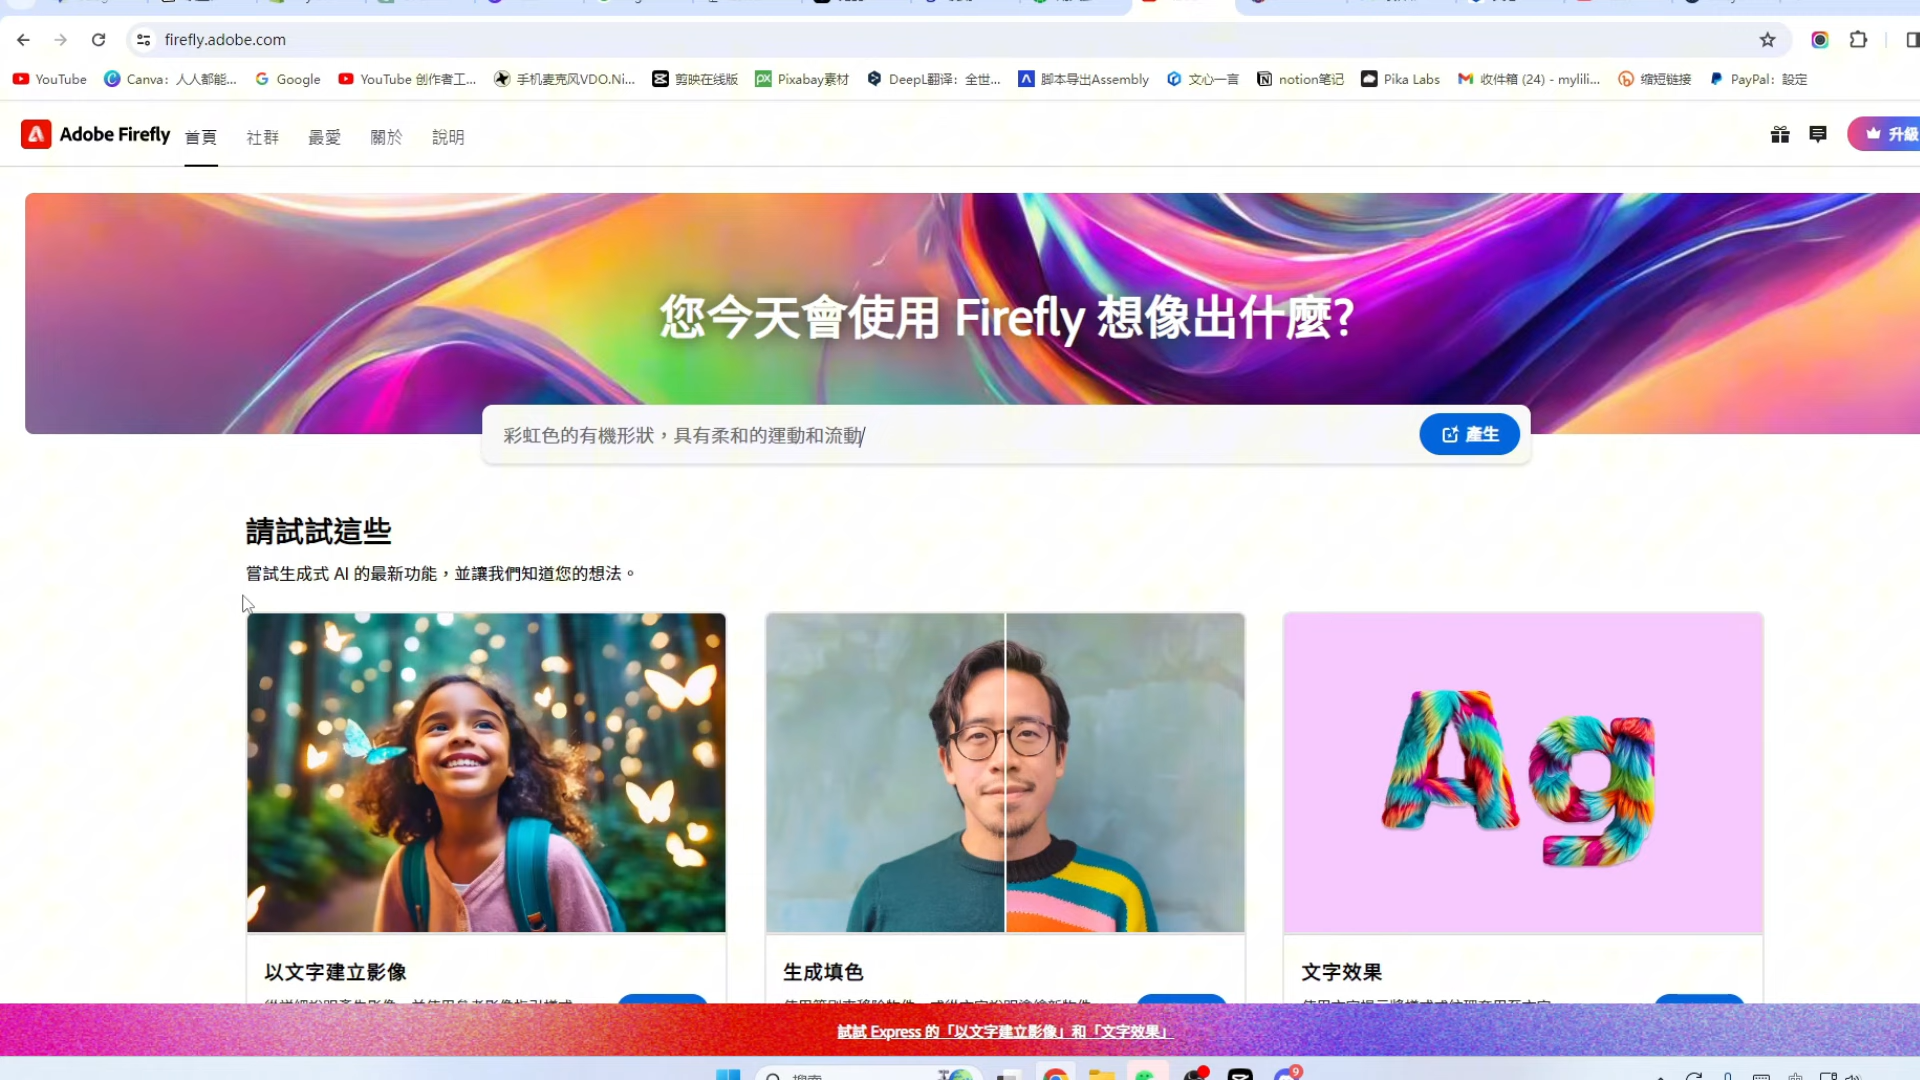 firefly.adobe.com
YouTube Canva：人人都能... Google YouTube 创作者工... 手机麦克风VDO.Ni... 剪映在线版 Pixabay素材 DeepL翻译：全世... 脚本导出Assembly 文心一言 notion笔记 Pika Labs 收件箱 (24) - mylili... 缩短链接 PayPal：設定
Adobe Firefly 首頁 社群 最愛 關於 說明 升級
您今天會使用 Firefly 想像出什麼?
彩虹色的有機形狀，具有柔和的運動和流動/ 產生
請試試這些
嘗試生成式 AI 的最新功能，並讓我們知道您的想法。
Ag
以文字建立影像 生成填色 文字效果
試試 Express 的「以文字建立影像」和「文字效果」
搜索 9